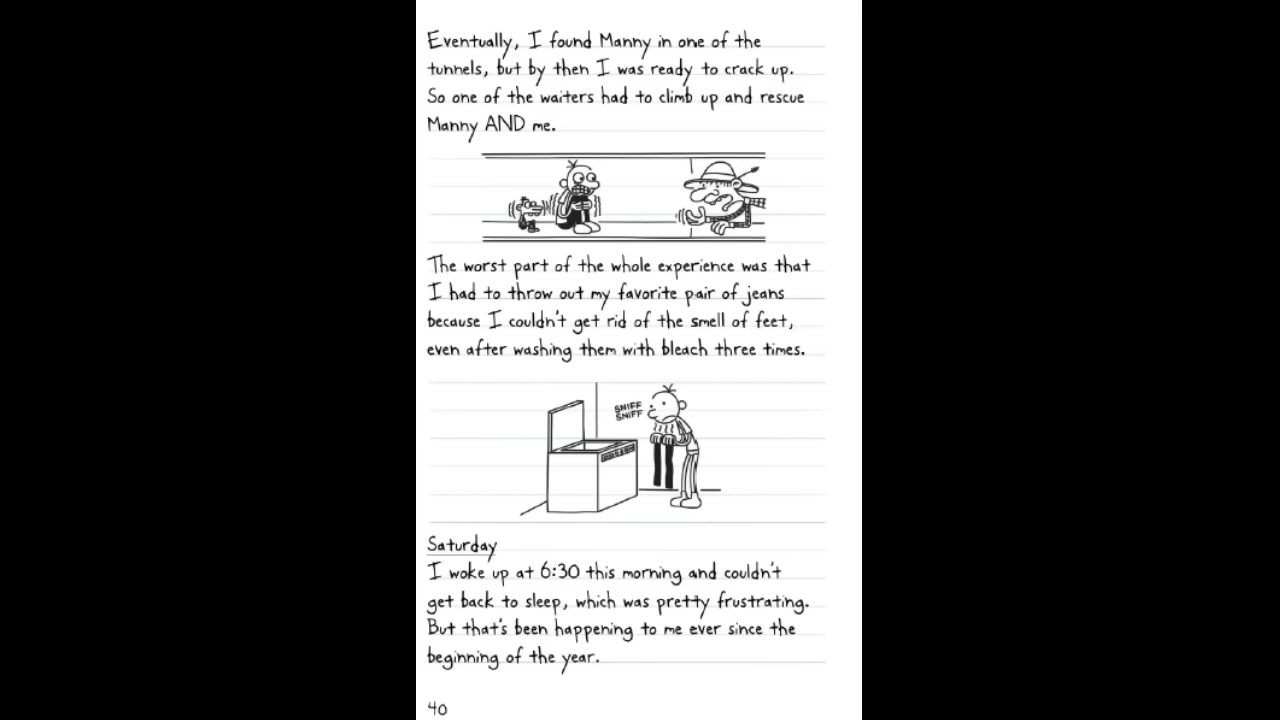 Eventually, I found Manny in one of the
tunnels, but by then I was ready to crack up.
So one of the waiters had to climb up and rescue
Manny AND me.
The worst part of the whole experience was that
I had to throw out my favorite pair of jeans
because I couldn't get rid of the smell of feet,
even after washing them with bleach three times.
SNIFF
SNIFF
Saturday
I woke up at 6:30 this morning and couldn't
get back to sleep, which was pretty frustrating.
But that's been happening to me ever since the
beginning of the year.
40